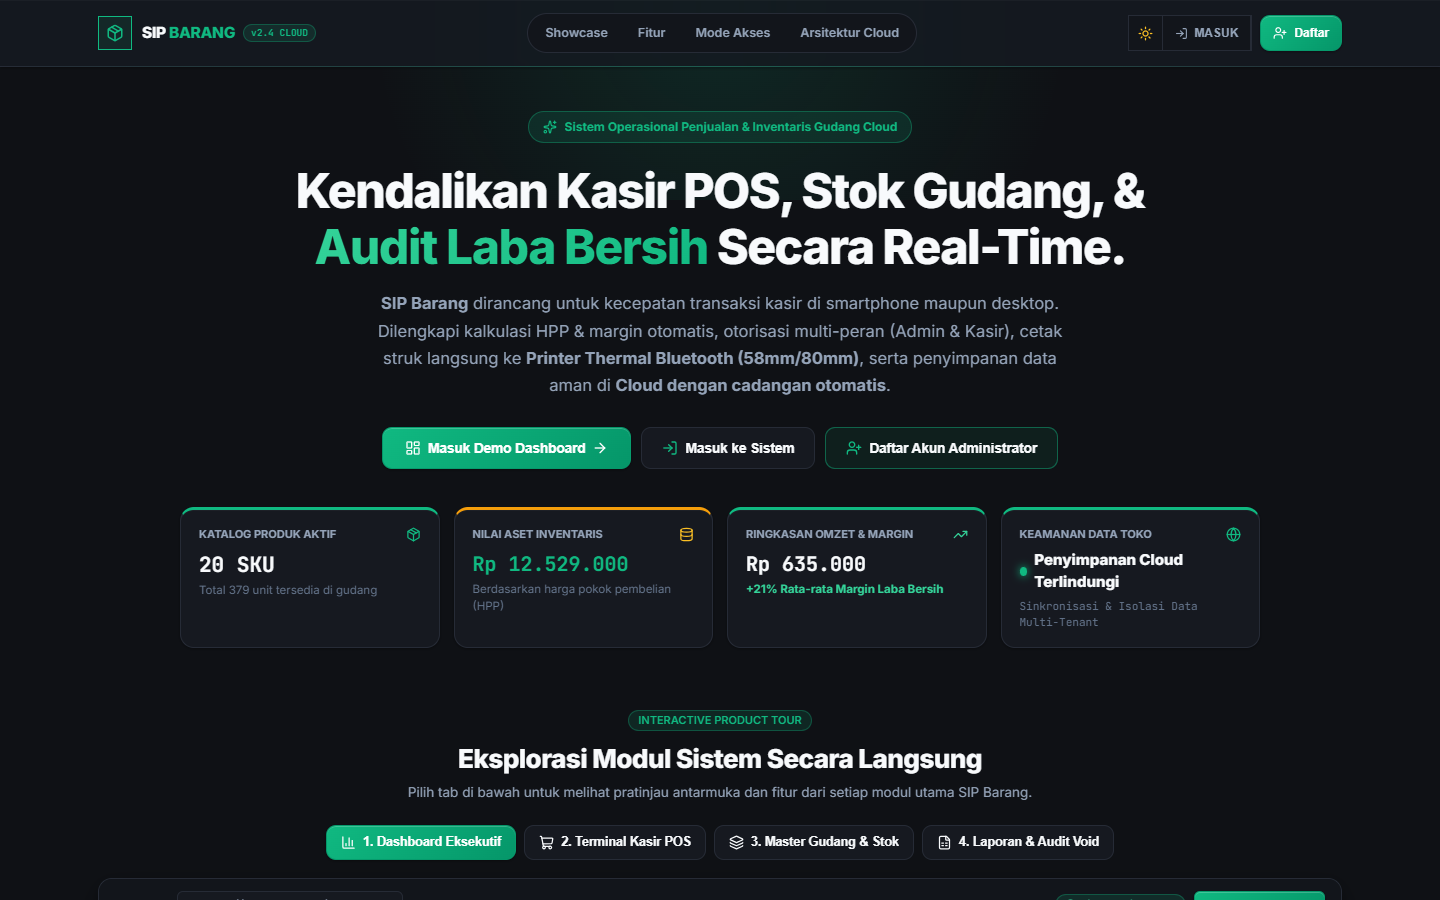 SIP BARANG
v2.4 CLOUD
Showcase
Fitur
Mode Akses
Arsitektur Cloud
MASUK
Daftar
Sistem Operasional Penjualan & Inventaris Gudang Cloud
Kendalikan Kasir POS, Stok Gudang, &
Audit Laba Bersih Secara Real-Time.
SIP Barang dirancang untuk kecepatan transaksi kasir di smartphone maupun desktop.
Dilengkapi kalkulasi HPP & margin otomatis, otorisasi multi-peran (Admin & Kasir), cetak
struk langsung ke Printer Thermal Bluetooth (58mm/80mm), serta penyimpanan data
aman di Cloud dengan cadangan otomatis.
Masuk Demo Dashboard
Masuk ke Sistem
Daftar Akun Administrator
KATALOG PRODUK AKTIF
20 SKU
Total 379 unit tersedia di gudang
NILAI ASET INVENTARIS
Rp 12.529.000
Berdasarkan harga pokok pembelian
(HPP)
RINGKASAN OMZET & MARGIN
Rp 635.000
+21% Rata-rata Margin Laba Bersih
KEAMANAN DATA TOKO
Penyimpanan Cloud
Terlindungi
Sinkronisasi & Isolasi Data
Multi-Tenant
INTERACTIVE PRODUCT TOUR
Eksplorasi Modul Sistem Secara Langsung
Pilih tab di bawah untuk melihat pratinjau antarmuka dan fitur dari setiap modul utama SIP Barang.
1. Dashboard Eksekutif
2. Terminal Kasir POS
3. Master Gudang & Stok
4. Laporan & Audit Void